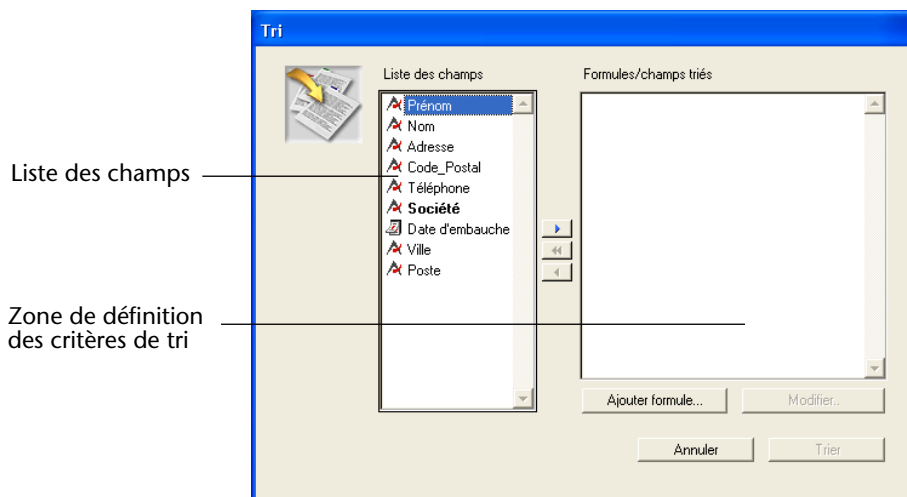 Tri
Liste des champs
Formules/champs triés
Prénom
Nom
Adresse
Code_Postal
Téléphone
Société
Date d'embauche
Ville
Poste
Liste des champs
Zone de définition
des critères de tri
Ajouter formule...
Modifier..
Annuler
Trier